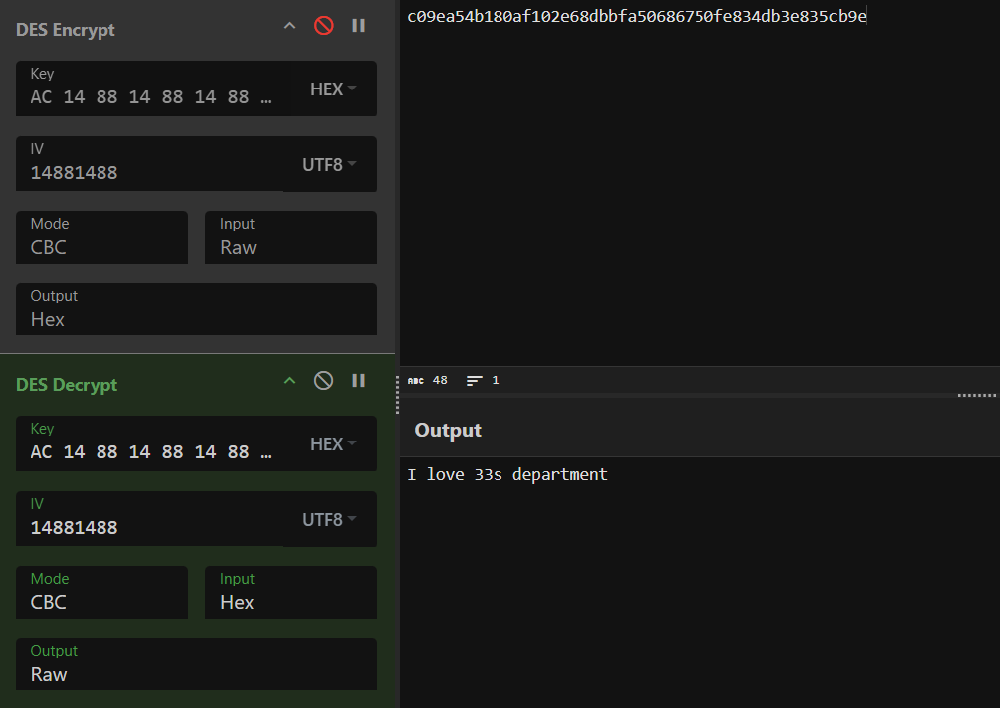 DES Encrypt
Key
AC 14 88 14 88 14 88 …
HEX
IV
14881488
UTF8
Mode
CBC
Input
Raw
Output
Hex
DES Decrypt
Key
AC 14 88 14 88 14 88 …
HEX
IV
14881488
UTF8
Mode
CBC
Input
Hex
Output
Raw
c09ea54b180af102e68dbbfa50686750fe834db3e835cb9e
ABC 48 1
Output
I love 33s department